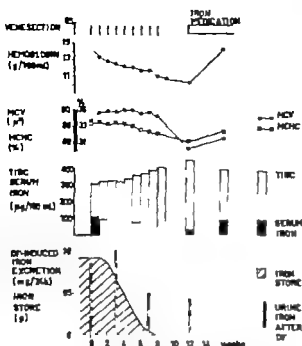 IRON
MEDICATION
VENESECTION
HEMOGLOBIN
(g/100ml)
15
13
11
MCV
(μ³)
MCHC
(%)
MCV
MCHC
TIBC
SERUM
IRON
(μg/100 ml)
400
300
200
100
TIBC
SERUM
IRON
DF-INDUCED
IRON
EXCRETION
(mg/24h)
IRON
STORE
(g)
IRON
STORE
URINE
IRON
AFTER
DF
0 2 4 6 8 10 12 14 weeks